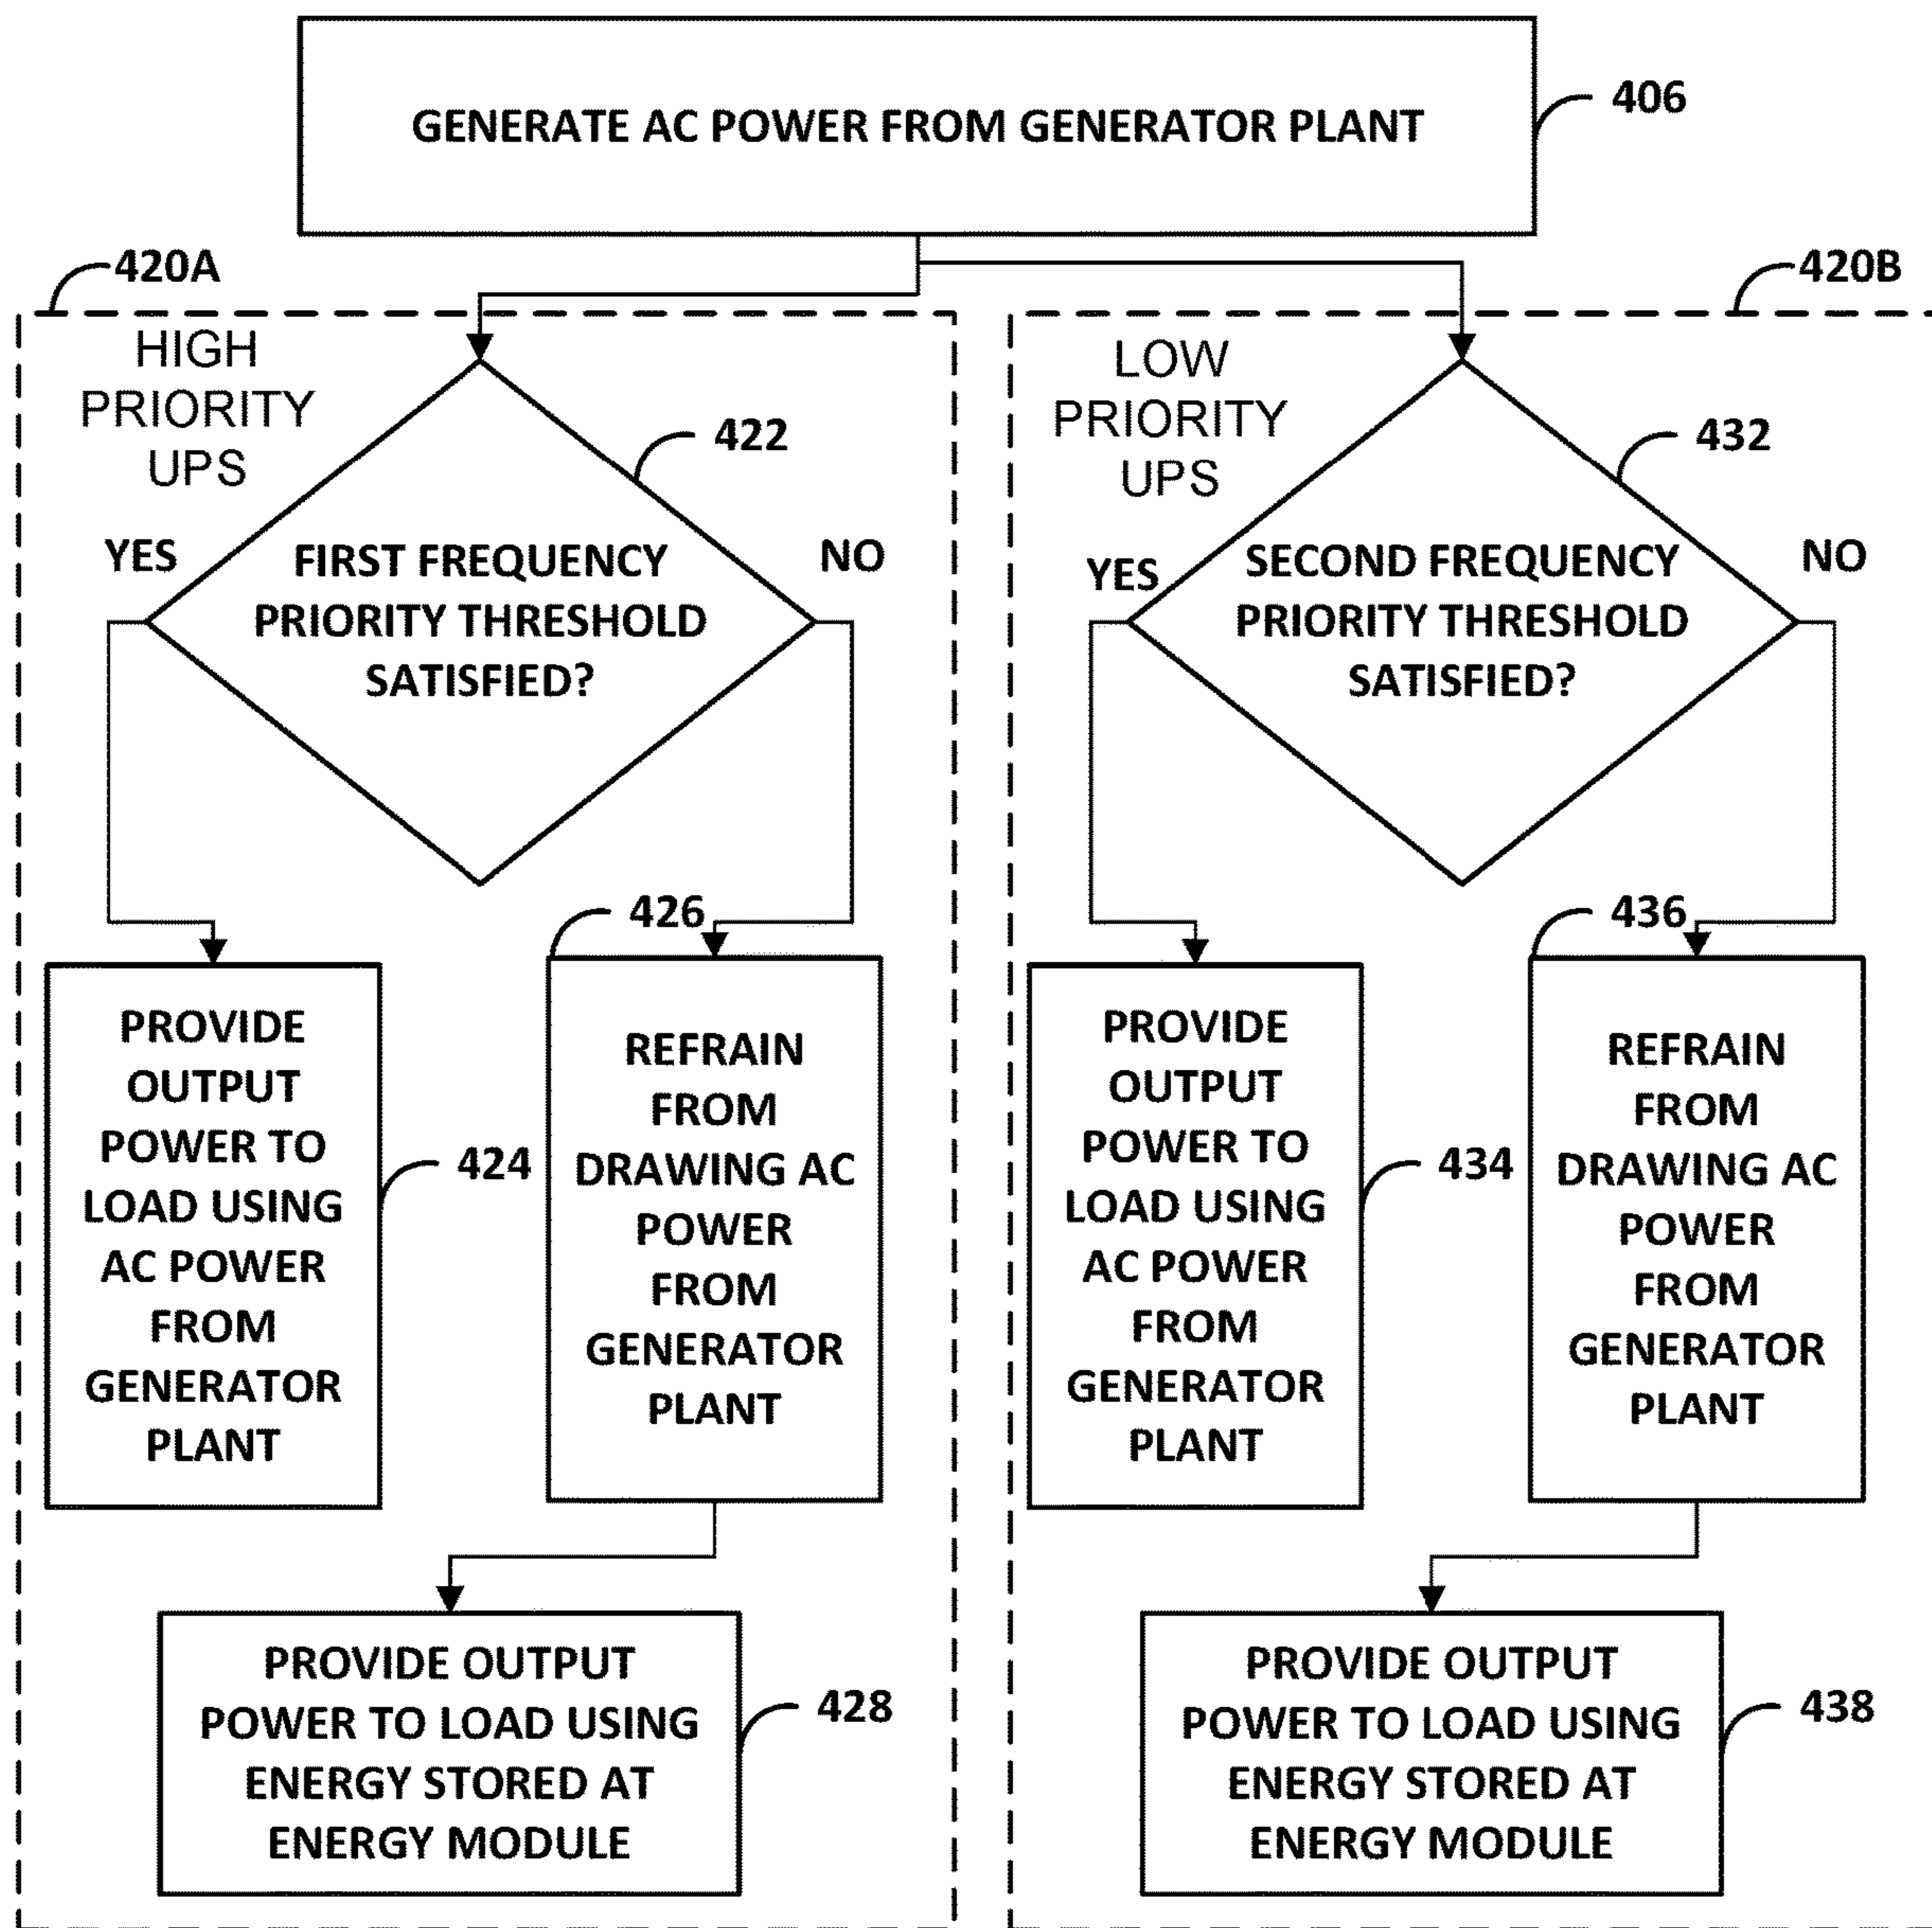 GENERATE AC POWER FROM GENERATOR PLANT
406
420A
HIGH
PRIORITY
UPS
422
YES
NO
FIRST FREQUENCY
PRIORITY THRESHOLD
SATISFIED?
PROVIDE
OUTPUT
POWER TO
LOAD USING
AC POWER
FROM
GENERATOR
PLANT
424
426
REFRAIN
FROM
DRAWING AC
POWER
FROM
GENERATOR
PLANT
PROVIDE OUTPUT
POWER TO LOAD USING
ENERGY STORED AT
ENERGY MODULE
428
420B
LOW
PRIORITY
UPS
432
YES
NO
SECOND FREQUENCY
PRIORITY THRESHOLD
SATISFIED?
PROVIDE
OUTPUT
POWER TO
LOAD USING
AC POWER
FROM
GENERATOR
PLANT
434
436
REFRAIN
FROM
DRAWING AC
POWER
FROM
GENERATOR
PLANT
PROVIDE OUTPUT
POWER TO LOAD USING
ENERGY STORED AT
ENERGY MODULE
438